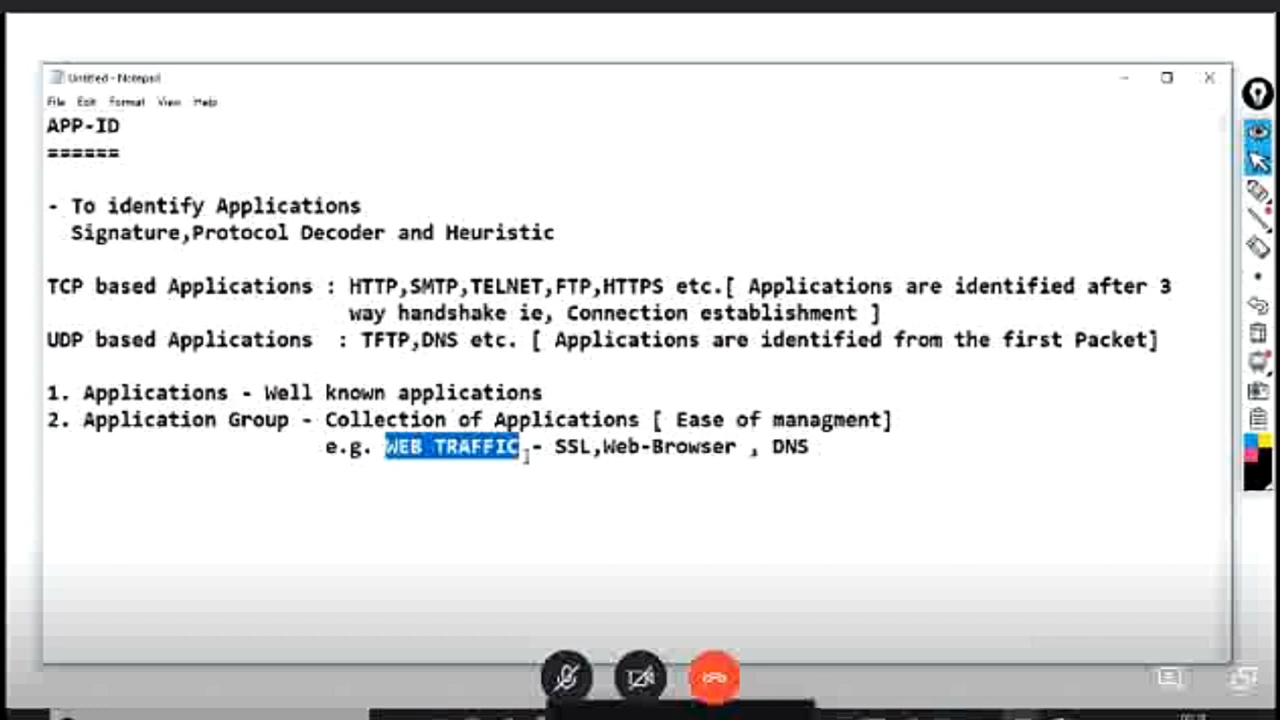 Untitled - Notepad
File Edit Format View Help
APP-ID
======
- To identify Applications
Signature,Protocol Decoder and Heuristic
TCP based Applications : HTTP,SMTP,TELNET,FTP,HTTPS etc.[ Applications are identified after 3
way handshake ie, Connection establishment ]
UDP based Applications : TFTP,DNS etc. [ Applications are identified from the first Packet]
1. Applications - Well known applications
2. Application Group - Collection of Applications [ Ease of managment]
e.g. WEB TRAFFIC - SSL,Web-Browser , DNS